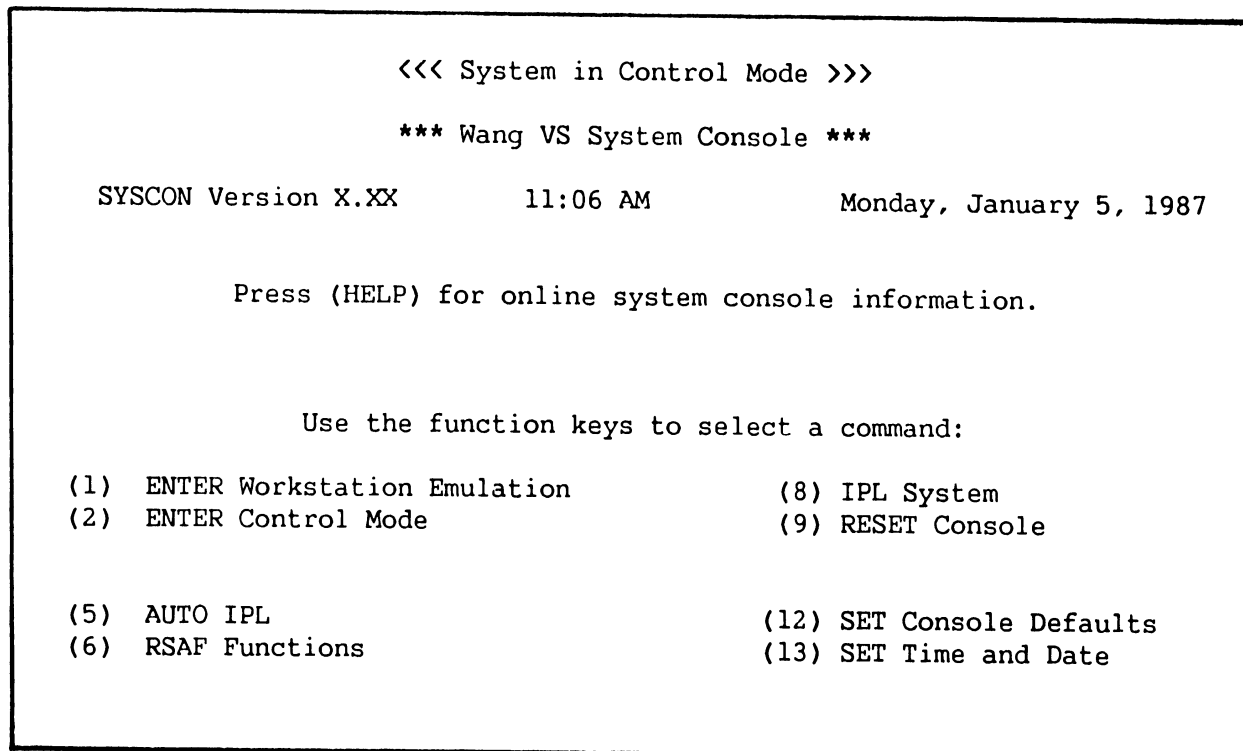 <<< System in Control Mode >>>
*** Wang VS System Console ***
SYSCON Version X.XX 11:06 AM Monday, January 5, 1987
Press (HELP) for online system console information.
Use the function keys to select a command:
(1) ENTER Workstation Emulation (8) IPL System
(2) ENTER Control Mode (9) RESET Console
(5) AUTO IPL (12) SET Console Defaults
(6) RSAF Functions (13) SET Time and Date